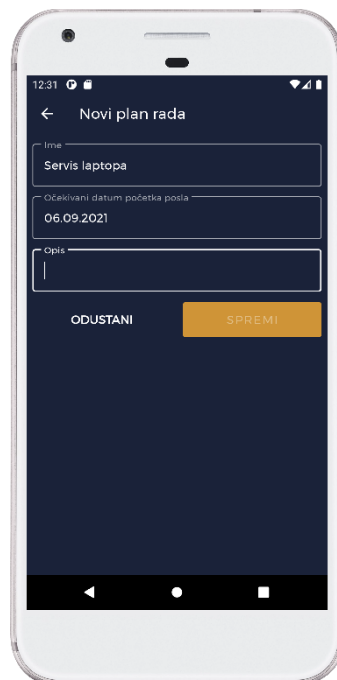 12:31
Novi plan rada
Ime
Servis laptopa
Očekivani datum početka posla
06.09.2021
Opis
ODUSTANI
SPREMI